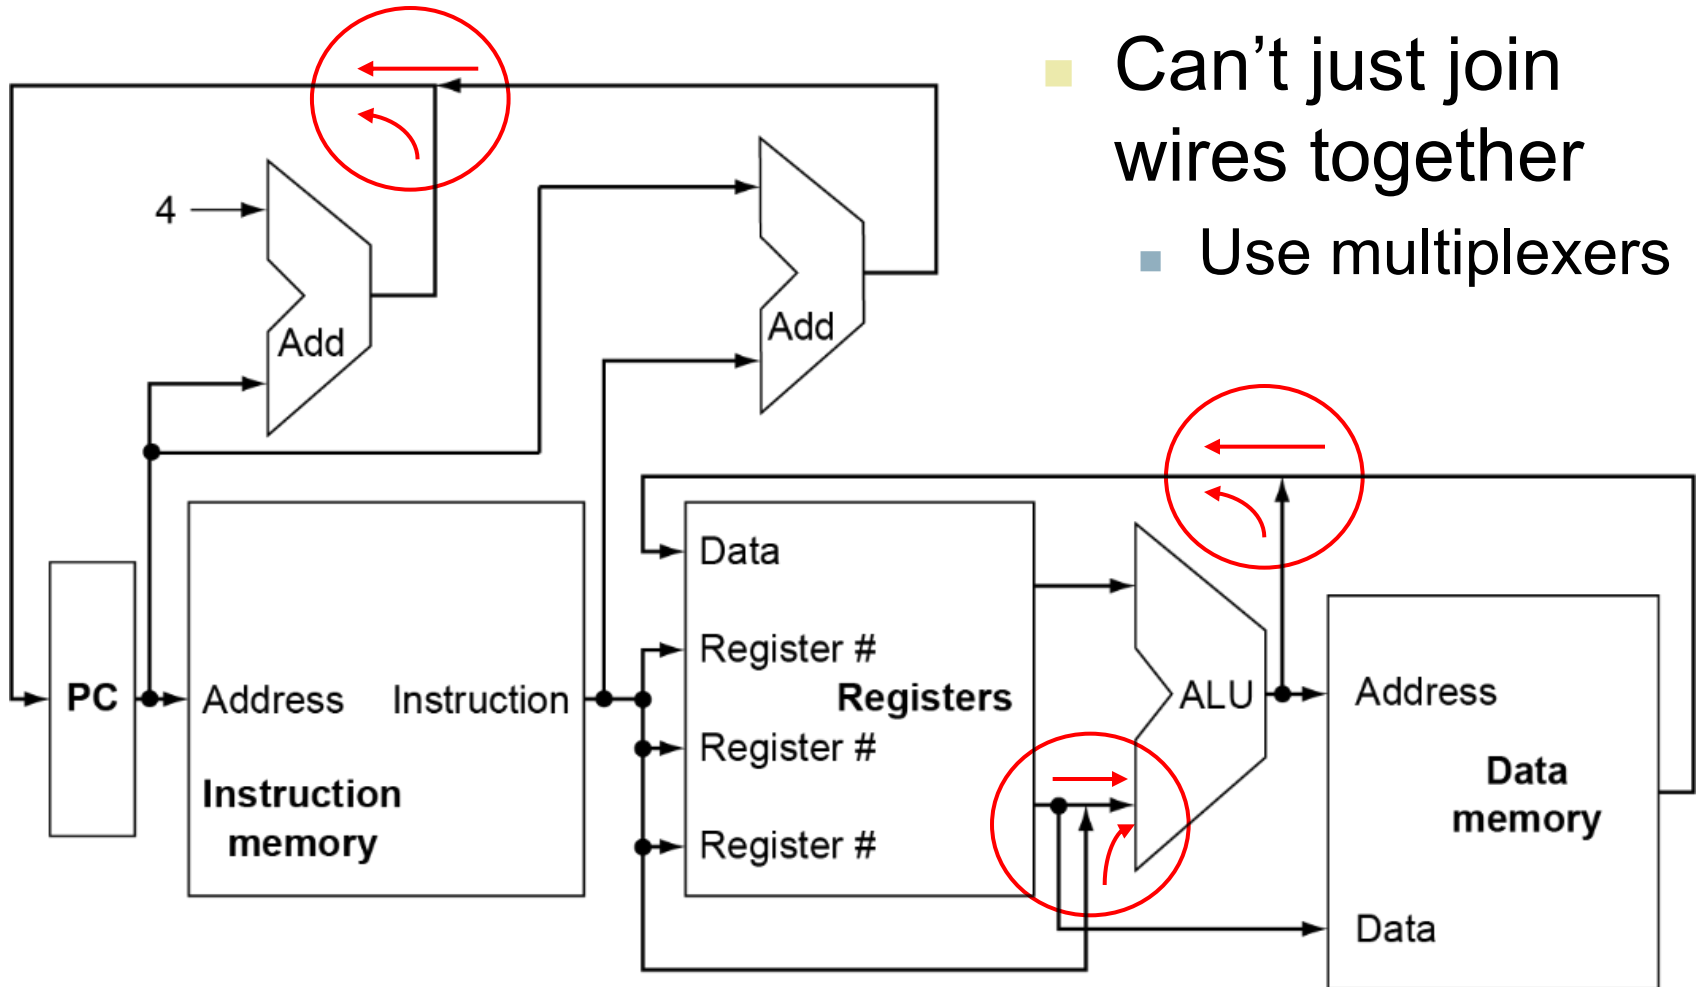 Can’t just join
wires together
Use multiplexers
4
Add
Add
Data
Register #
Register #
Register #
Registers
PC
Address
Instruction
Instruction
memory
ALU
Address
Data
memory
Data